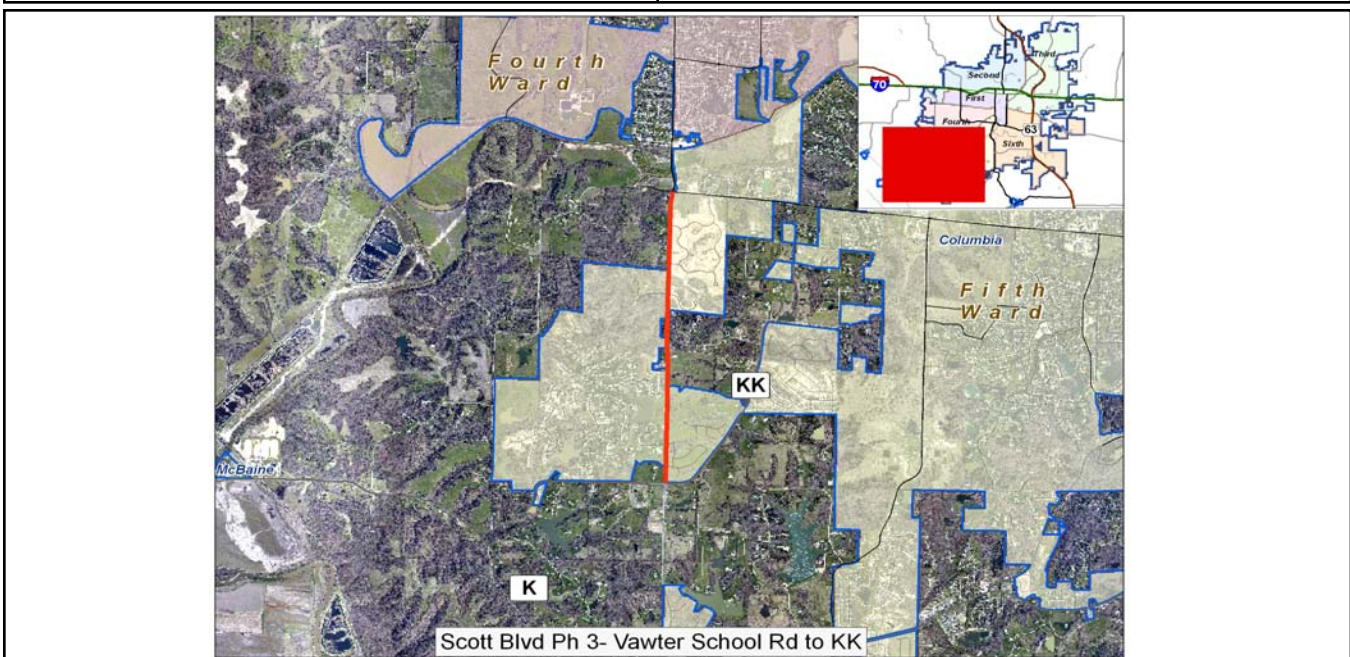 Fourth
Ward
Third
Second
70
First
Fourth
63
Sixth
Columbia
Fifth
Ward
KK
McBaine
K
Scott Blvd Ph 3- Vawter School Rd to KK